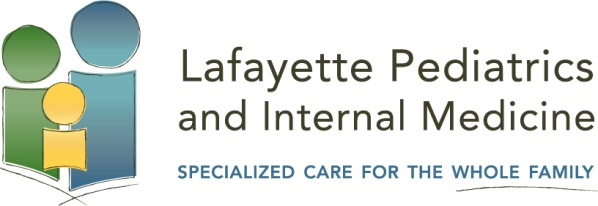 Lafayette Pediatrics
and Internal Medicine
SPECIALIZED CARE FOR THE WHOLE FAMILY